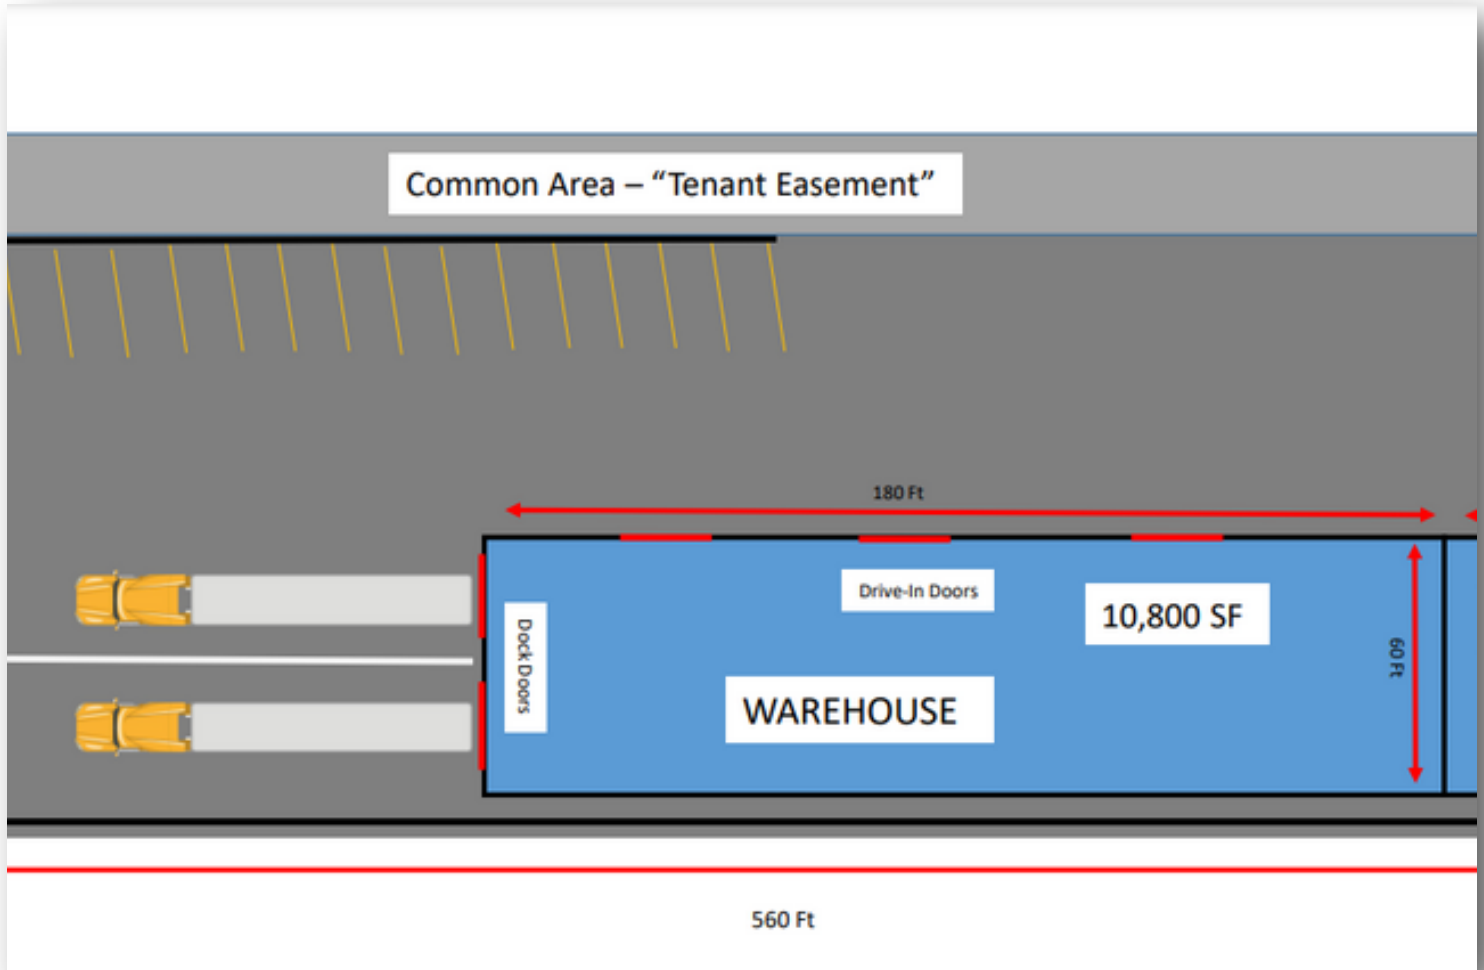 Common Area – “Tenant Easement”
180 Ft
Drive-In Doors
10,800 SF
Dock Doors
60 Ft
WAREHOUSE
560 Ft